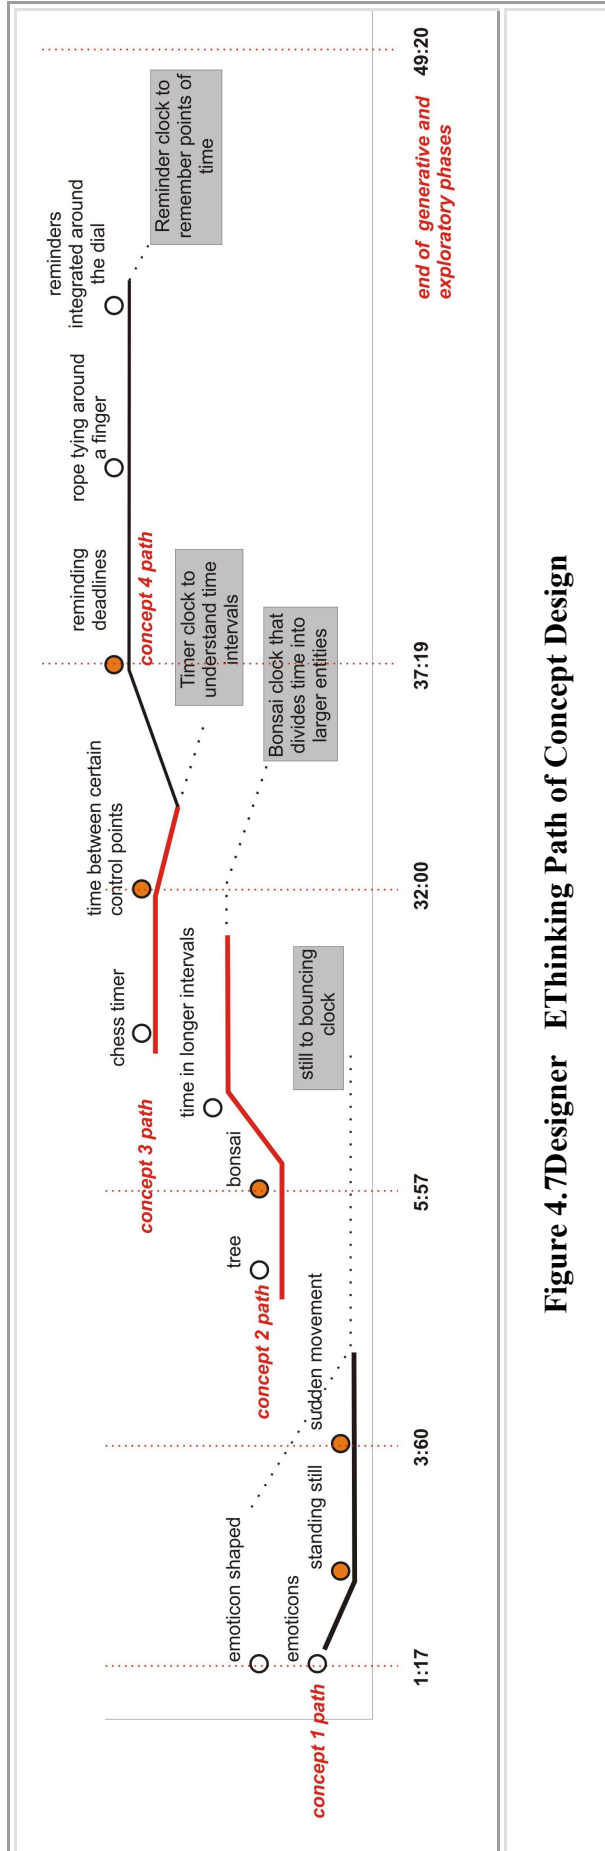 Reminder clock to
remember points of
time
reminders
integrated around
the dial
rope tying around
a finger
reminding
deadlines
concept 4 path
Timer clock to
understand time
intervals
time between certain
control points
chess timer
concept 3 path
Bonsai clock that
divides time into
larger entities
time in longer intervals
bonsai
tree
concept 2 path
still to bouncing
clock
emoticon shaped
emoticons
standing still
sudden movement
concept 1 path
1:17
3:60
5:57
32:00
37:19
49:20
end of generative and
exploratory phases
Figure 4.7Designer EThinking Path of Concept Design